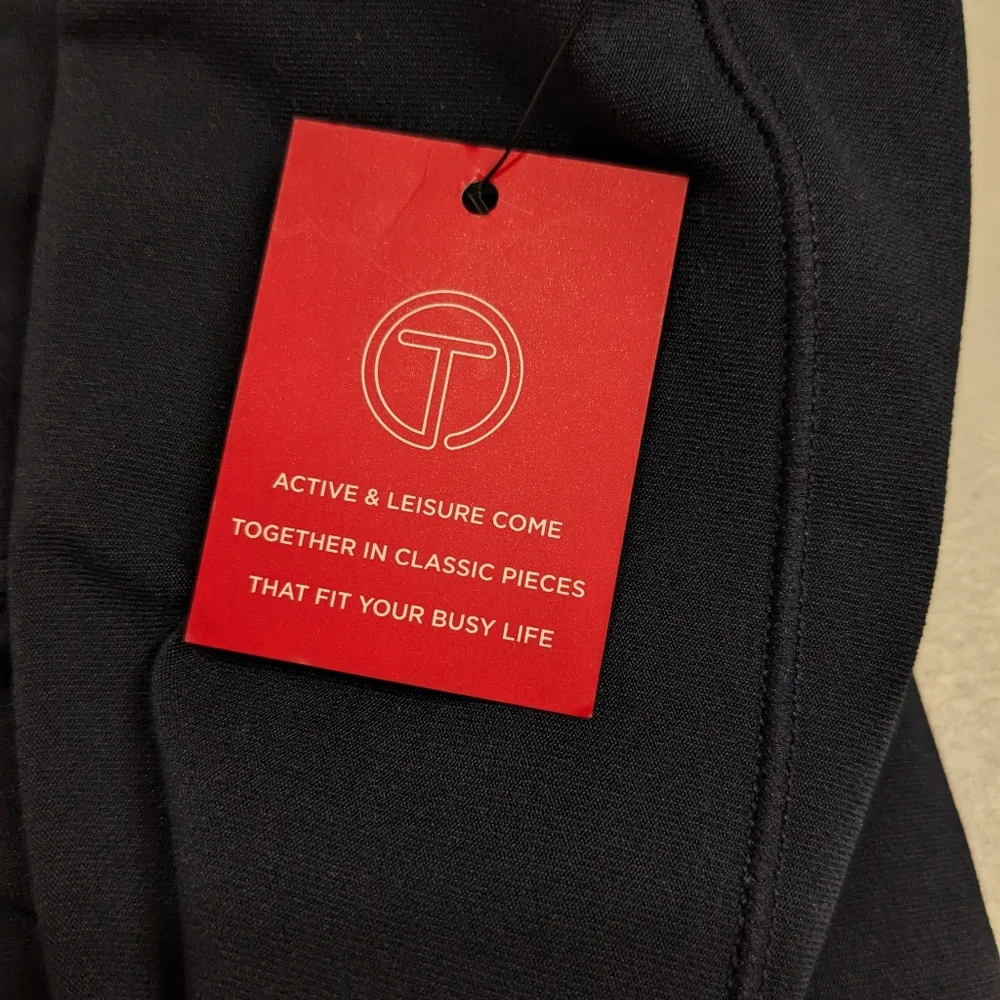 T
ACTIVE & LEISURE COME
TOGETHER IN CLASSIC PIECES
THAT FIT YOUR BUSY LIFE